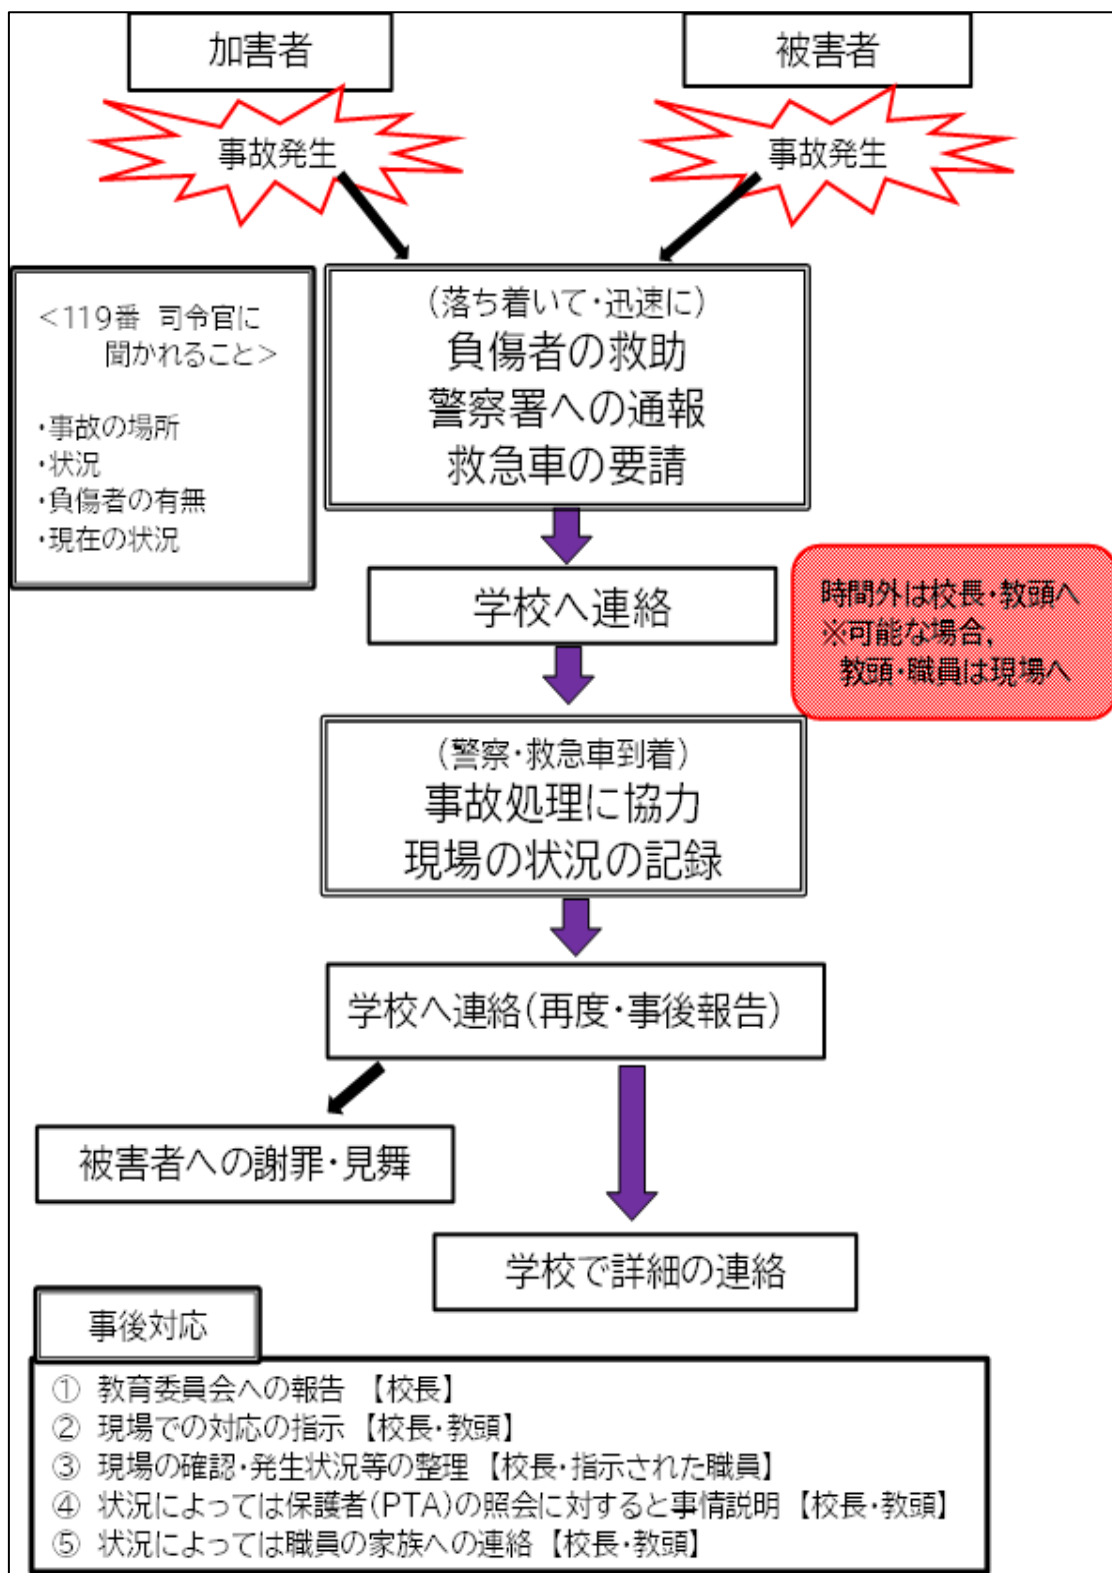 加害者
被害者
事故発生
事故発生
<119番 司令官に
聞かれること>
・事故の場所
・状況
・負傷者の有無
・現在の状況
(落ち着いて・迅速に)
負傷者の救助
警察署への通報
救急車の要請
学校へ連絡
時間外は校長・教頭へ
※可能な場合,
教頭・職員は現場へ
(警察・救急車到着)
事故処理に協力
現場の状況の記録
学校へ連絡(再度・事後報告)
被害者への謝罪・見舞
学校で詳細の連絡
事後対応
① 教育委員会への報告 【校長】
② 現場での対応の指示 【校長・教頭】
③ 現場の確認・発生状況等の整理 【校長・指示された職員】
④ 状況によっては保護者(PTA)の照会に対すると事情説明 【校長・教頭】
⑤ 状況によっては職員の家族への連絡 【校長・教頭】